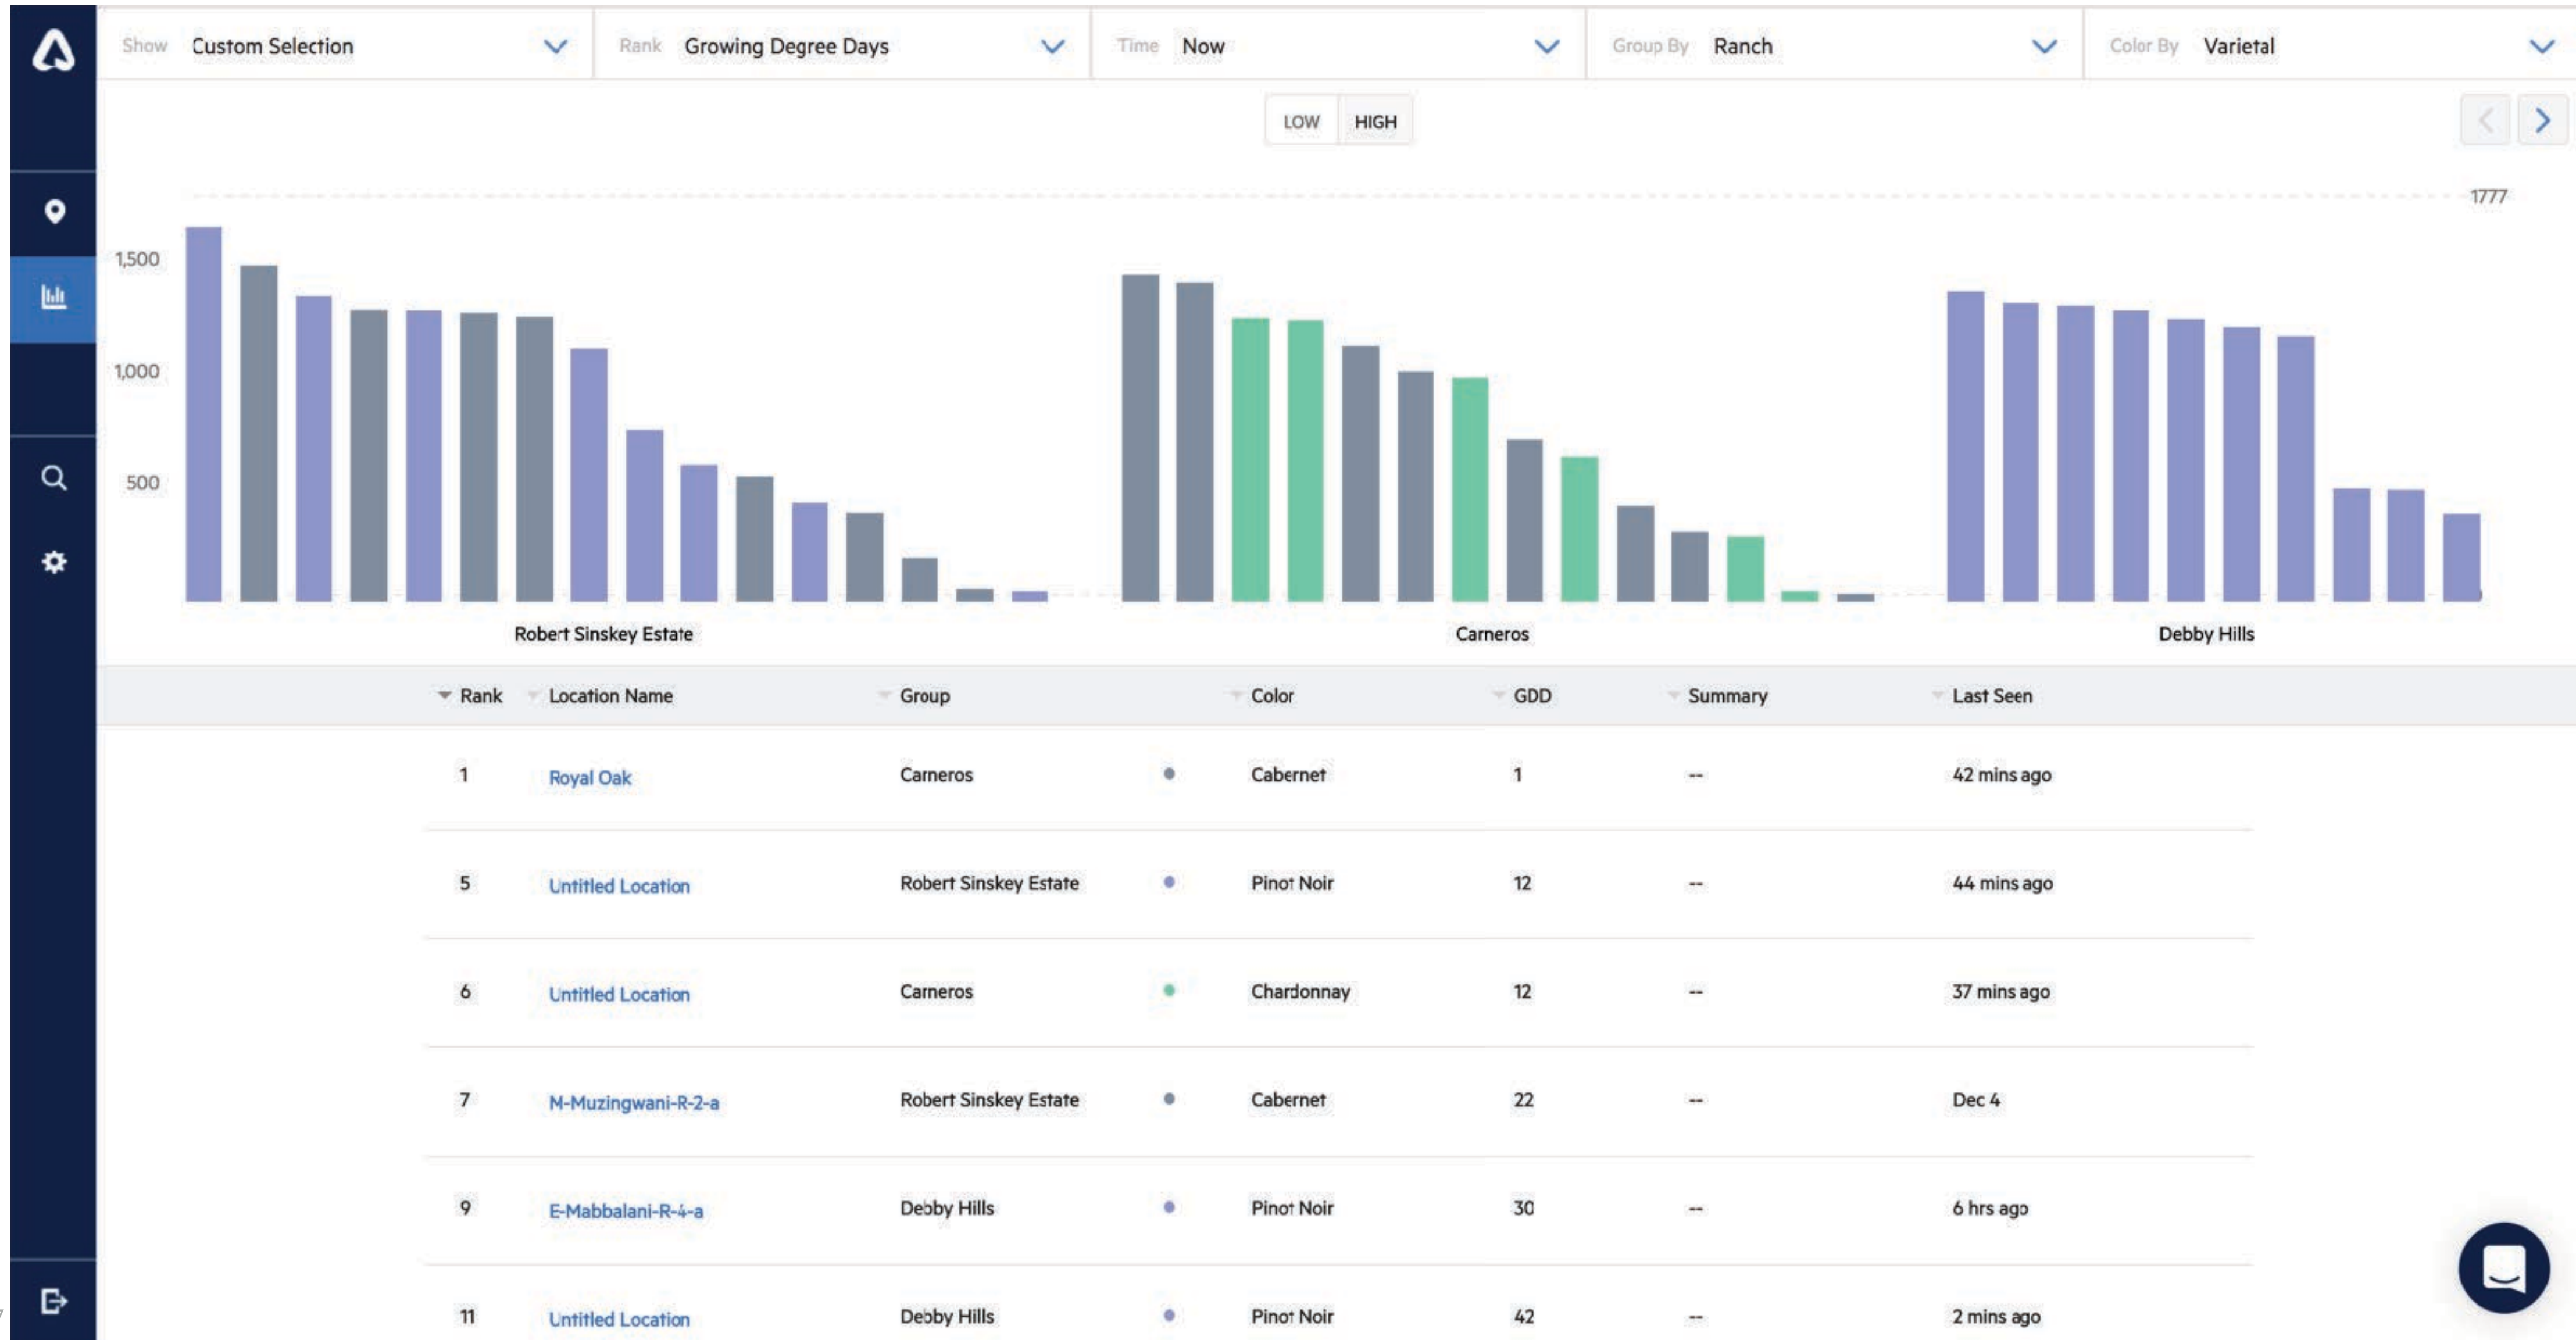 Show Custom Selection Rank Growing Degree Days Time Now Group By Ranch Color By Varietal
LOW HIGH
1777
1,500
1,000
500
Robert Sinskey Estate Carneros Debby Hills
Rank Location Name Group Color GDD Summary Last Seen
1 Royal Oak Carneros Cabernet 1 -- 42 mins ago
5 Untitled Location Robert Sinskey Estate Pinot Noir 12 -- 44 mins ago
6 Untitled Location Carneros Chardonnay 12 -- 37 mins ago
7 M-Muzingwani-R-2-a Robert Sinskey Estate Cabernet 22 -- Dec 4
9 E-Mabbalani-R-4-a Debby Hills Pinot Noir 30 -- 6 hrs ago
11 Untitled Location Debby Hills Pinot Noir 42 -- 2 mins ago